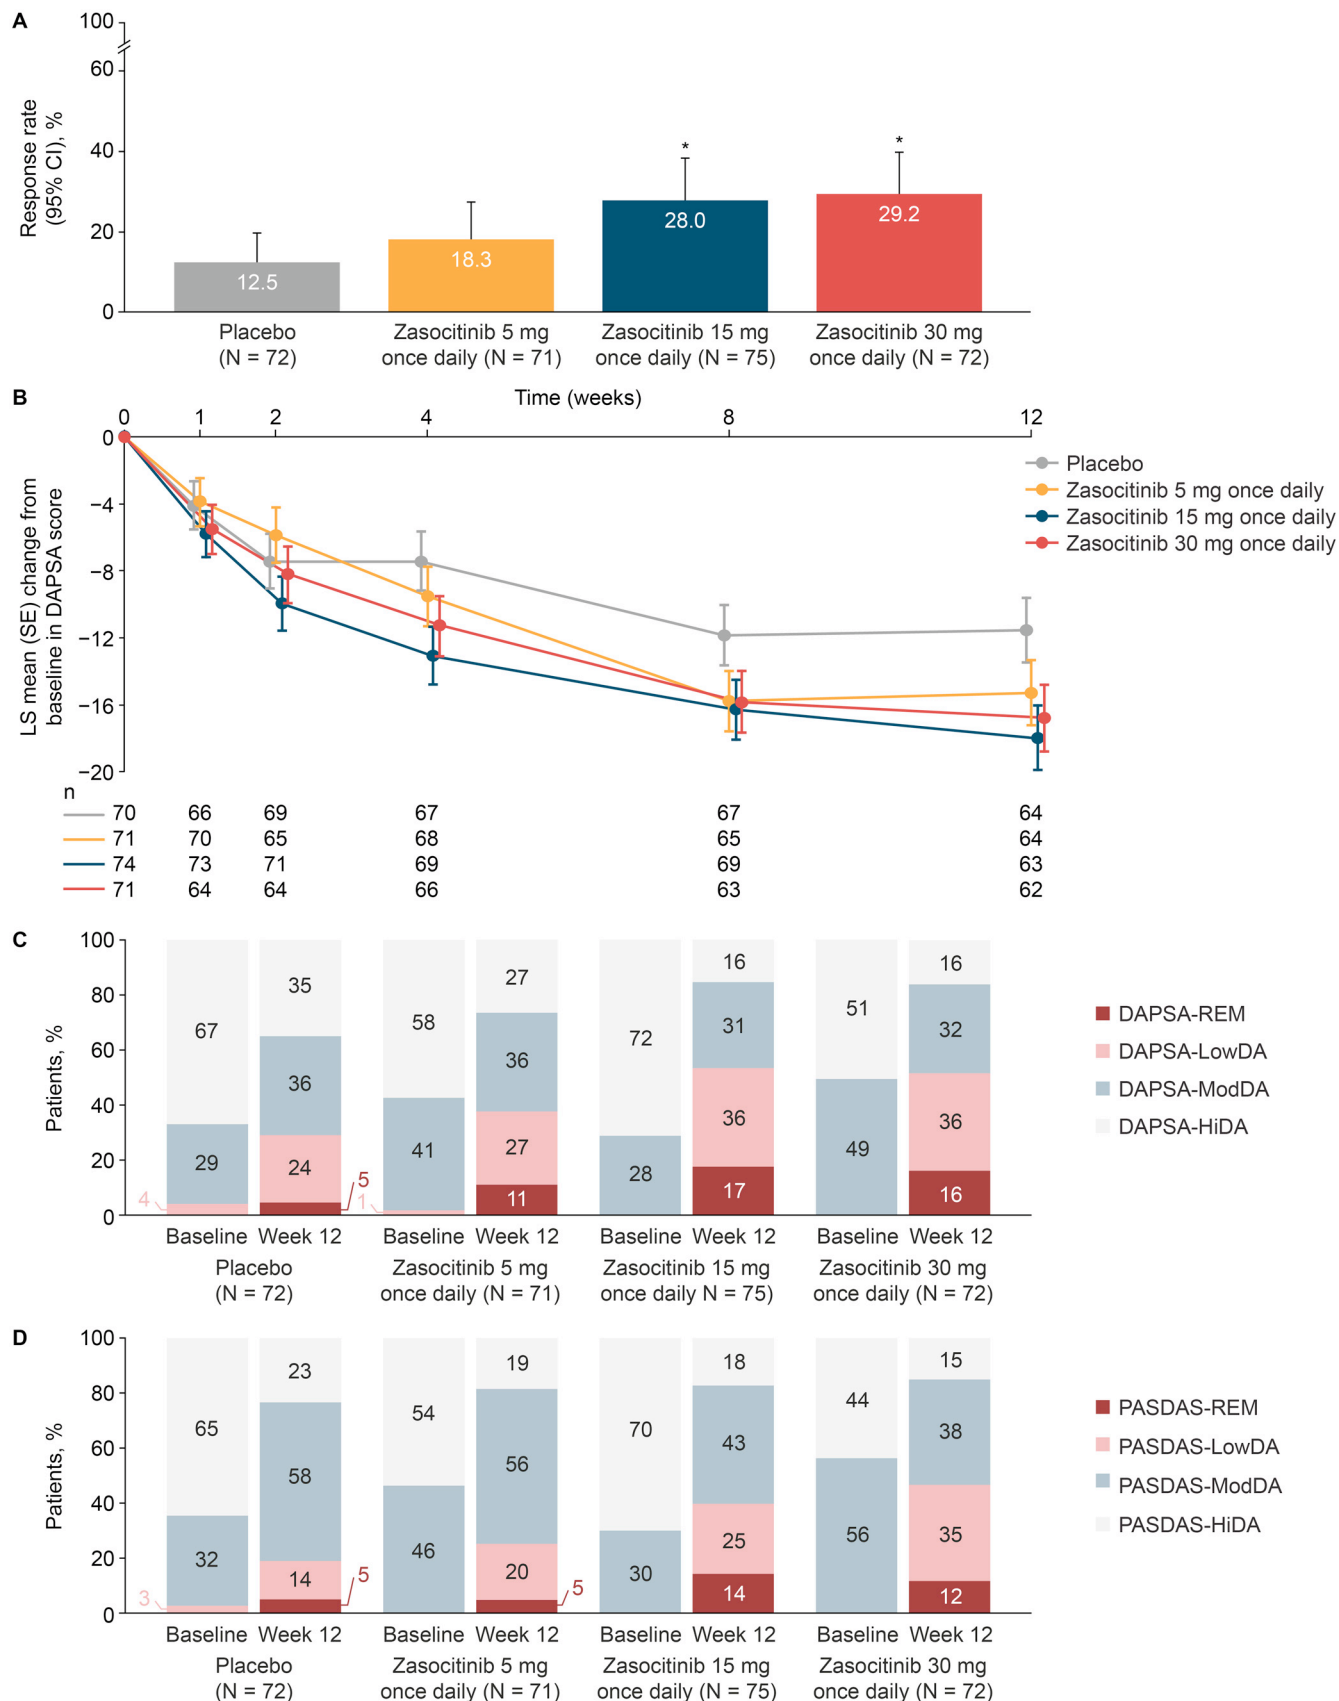 A
100
60
40
20
0
Response rate
(95% CI), %
12.5
18.3
*
28.0
*
29.2
Placebo
(N = 72)
Zasocitinib 5 mg
once daily (N = 71)
Zasocitinib 15 mg
once daily (N = 75)
Zasocitinib 30 mg
once daily (N = 72)
B
Time (weeks)
0 1 2 4 8 12
0
−4
−8
−12
−16
−20
LS mean (SE) change from
baseline in DAPSA score
Placebo
Zasocitinib 5 mg once daily
Zasocitinib 15 mg once daily
Zasocitinib 30 mg once daily
n
70 66 69 67 67 64
71 70 65 68 65 64
74 73 71 69 69 63
71 64 64 66 63 62
C
100
80
60
40
20
0
Patients, %
67
29
4
35
36
24
5
58
41
1
27
36
27
11
72
28
16
31
36
17
51
49
16
32
36
16
DAPSA-REM
DAPSA-LowDA
DAPSA-ModDA
DAPSA-HiDA
Baseline Week 12 Baseline Week 12 Baseline Week 12 Baseline Week 12
Placebo
(N = 72)
Zasocitinib 5 mg
once daily (N = 71)
Zasocitinib 15 mg
once daily N = 75)
Zasocitinib 30 mg
once daily (N = 72)
D
100
80
60
40
20
0
Patients, %
65
32
3
23
58
14
5
54
46
19
56
20
5
70
30
18
43
25
14
44
56
15
38
35
12
PASDAS-REM
PASDAS-LowDA
PASDAS-ModDA
PASDAS-HiDA
Baseline Week 12 Baseline Week 12 Baseline Week 12 Baseline Week 12
Placebo
(N = 72)
Zasocitinib 5 mg
once daily (N = 71)
Zasocitinib 15 mg
once daily (N = 75)
Zasocitinib 30 mg
once daily (N = 72)